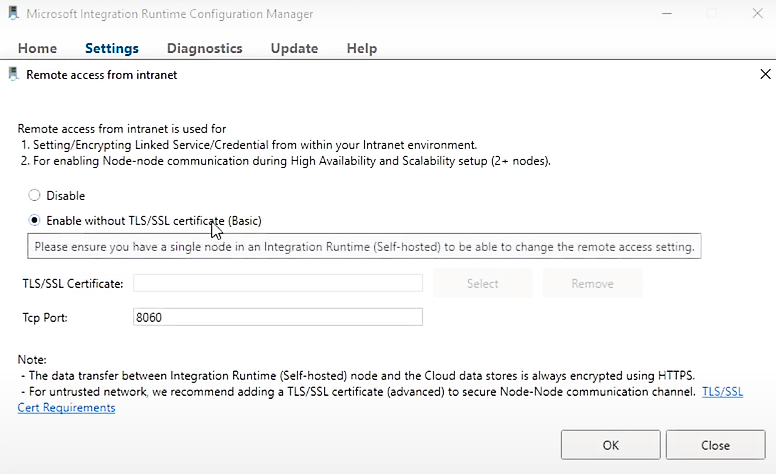 Microsoft Integration Runtime Configuration Manager
Home Settings Diagnostics Update Help
Remote access from intranet
Remote access from intranet is used for
1. Setting/Encrypting Linked Service/Credential from within your Intranet environment.
2. For enabling Node-node communication during High Availability and Scalability setup (2+ nodes).
Disable
Enable without TLS/SSL certificate (Basic)
Please ensure you have a single node in an Integration Runtime (Self-hosted) to be able to change the remote access setting.
TLS/SSL Certificate: Select Remove
Tcp Port: 8060
Note:
- The data transfer between Integration Runtime (Self-hosted) node and the Cloud data stores is always encrypted using HTTPS.
- For untrusted network, we recommend adding a TLS/SSL certificate (advanced) to secure Node-Node communication channel. TLS/SSL
Cert Requirements
OK Close